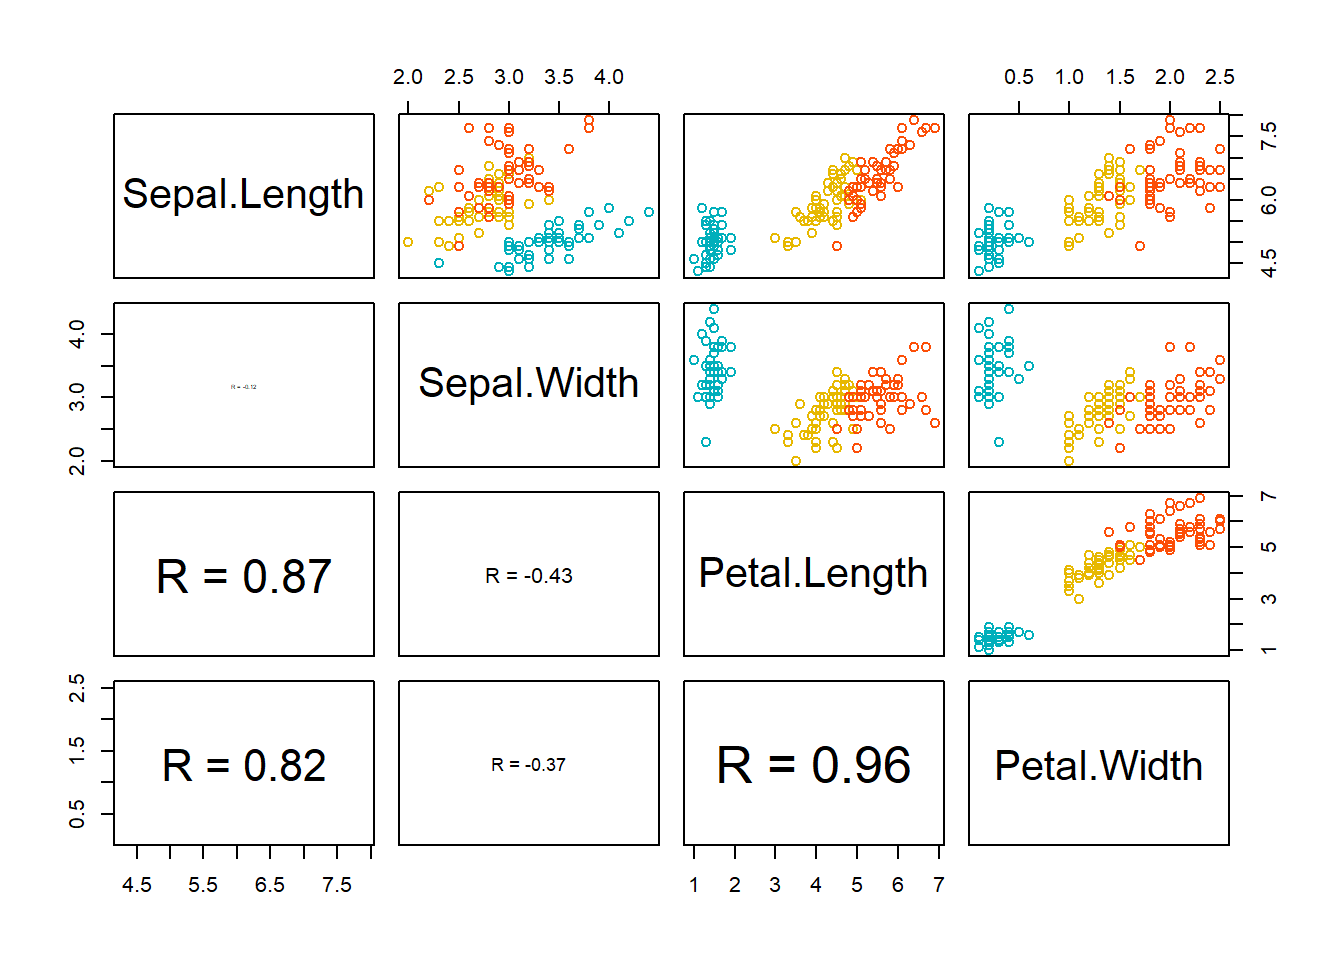 2.0 2.5 3.0 3.5 4.0
0.5 1.0 1.5 2.0 2.5
Sepal.Length
4.5 6.0 7.5
2.0 3.0 4.0
R = -0.12
Sepal.Width
R = 0.87
R = -0.43
Petal.Length
1 3 5 7
0.5 1.5 2.5
R = 0.82
R = -0.37
R = 0.96
Petal.Width
4.5 5.5 6.5 7.5
1 2 3 4 5 6 7